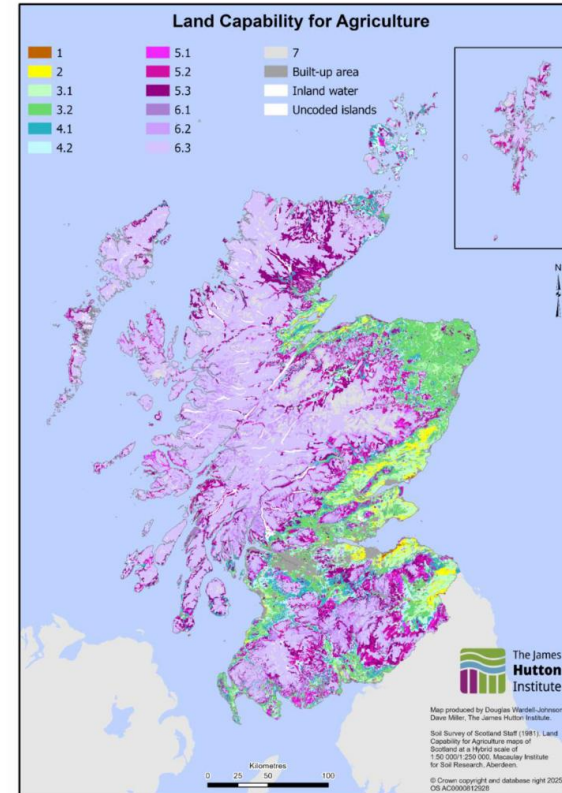 Land Capability for Agriculture
1
2
3.1
3.2
4.1
4.2
5.1
5.2
5.3
6.1
6.2
6.3
7
Built-up area
Inland water
Uncoded islands
N
The James
Hutton
Institute
Map produced by Douglas Wardell-Johnson
Dave Miller, The James Hutton Institute.
Soil Survey of Scotland Staff (1981). Land
Capability for Agriculture maps of
Scotland at a Hybrid scale of
1:50 000/1:250 000, Macaulay Institute
for Soil Research, Aberdeen.
© Crown copyright and database right 2025
OS AC0000812928
Kilometres
0 25 50 100